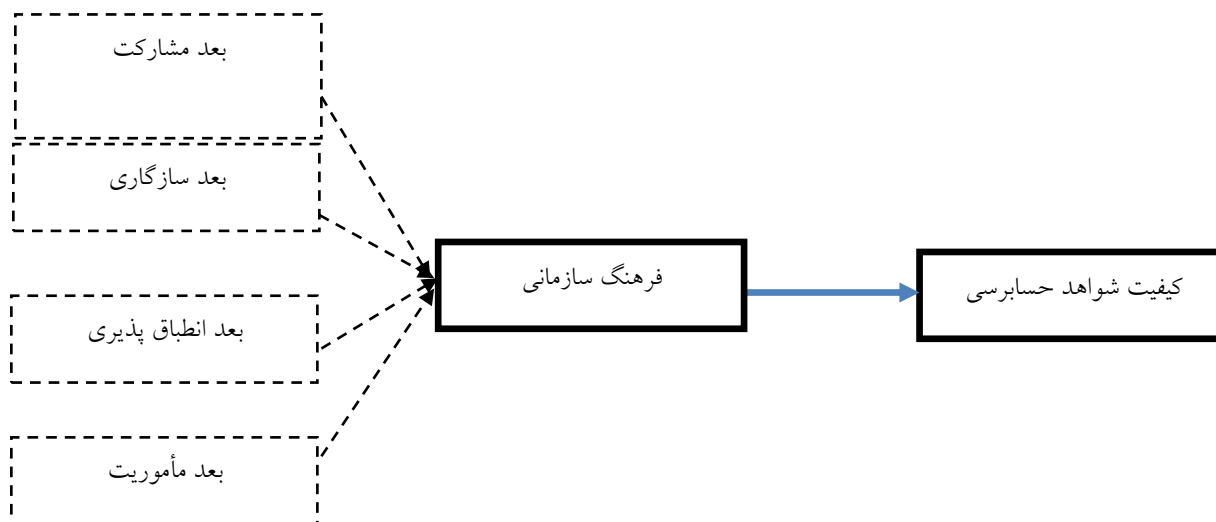 بعد مشارکت
بعد سازگاری
بعد انطباق پذیری
بعد مأموریت
فرهنگ سازمانی
کیفیت شواهد حسابرسی